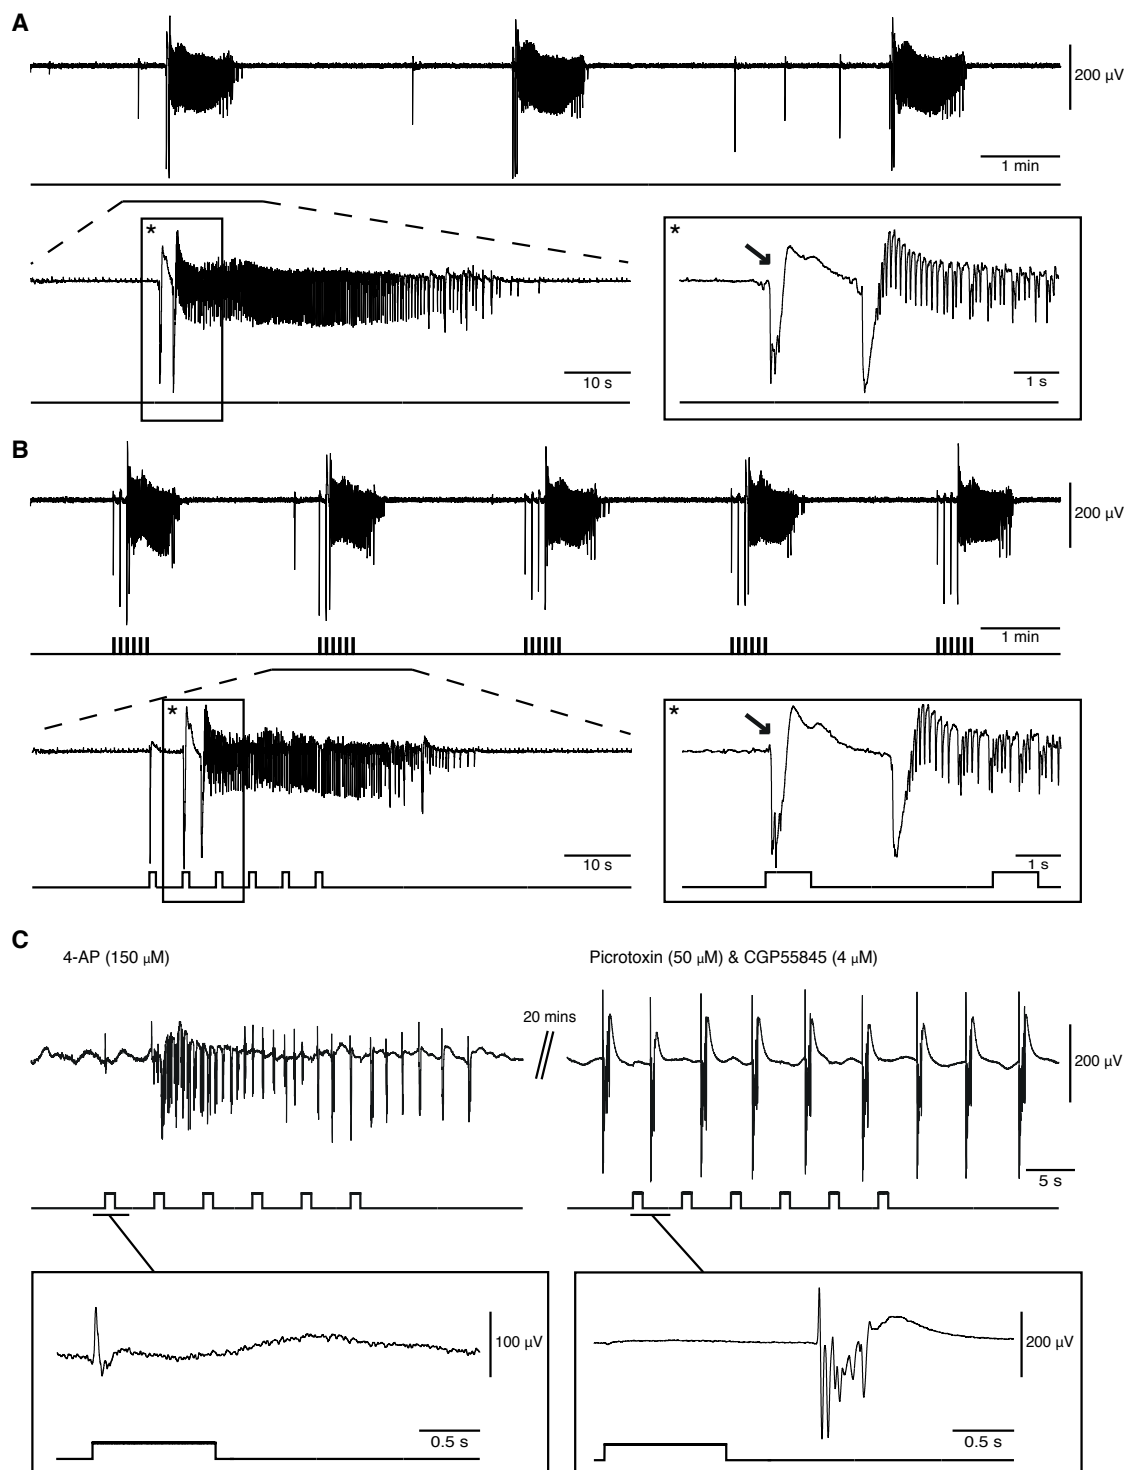 A
200 μV
1 min
*
*
10 s
1 s
B
200 μV
1 min
*
*
10 s
1 s
C
4-AP (150 μM)
Picrotoxin (50 μM) & CGP55845 (4 μM)
20 mins
200 μV
5 s
100 μV
200 μV
0.5 s
0.5 s